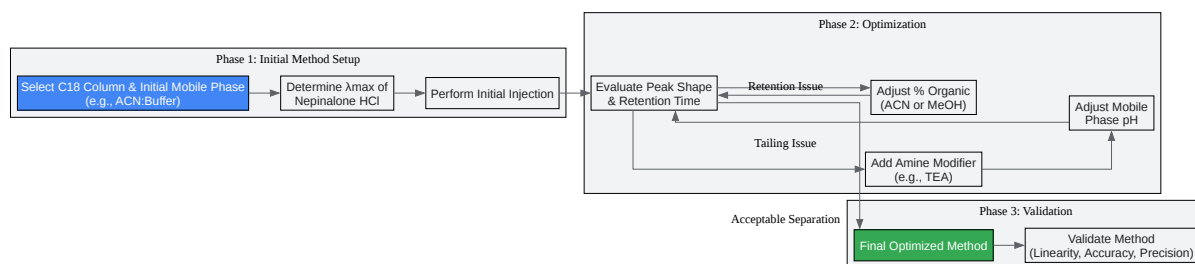 Phase 1: Initial Method Setup
Select C18 Column & Initial Mobile Phase
(e.g., ACN:Buffer)
Determine λmax of
Nepinalone HCl
Perform Initial Injection
Phase 2: Optimization
Evaluate Peak Shape
& Retention Time
Retention Issue
Adjust % Organic
(ACN or MeOH)
Adjust Mobile
Phase pH
Tailing Issue
Add Amine Modifier
(e.g., TEA)
Acceptable Separation
Phase 3: Validation
Final Optimized Method
Validate Method
(Linearity, Accuracy, Precision)